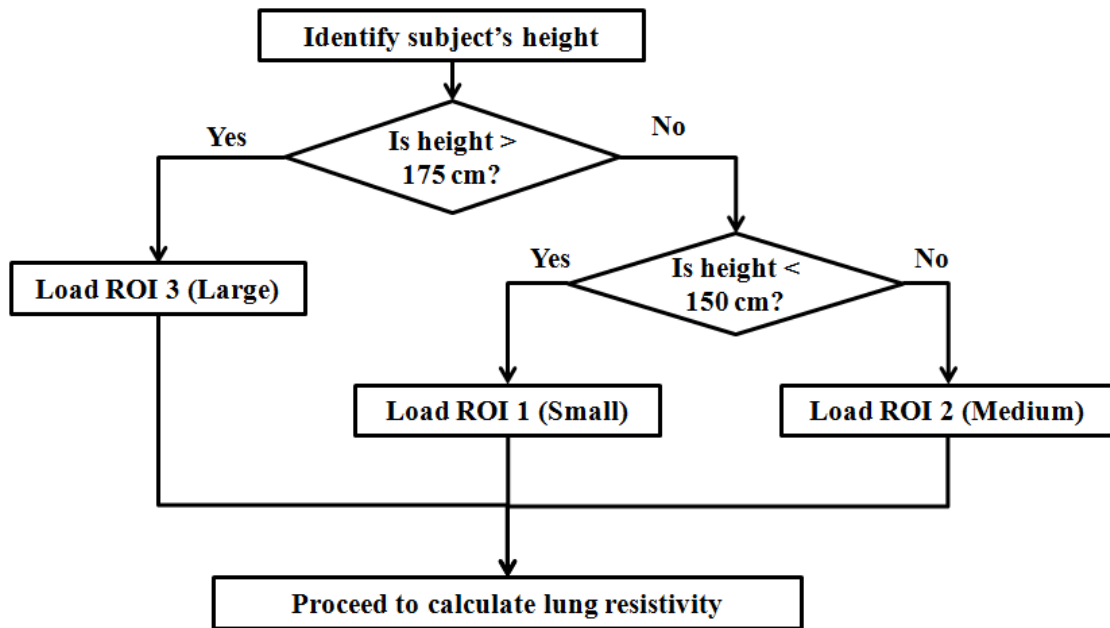 Identify subject's height
Is height >
175 cm?
Yes
No
Is height <
150 cm?
Yes
No
Load ROI 3 (Large)
Load ROI 1 (Small)
Load ROI 2 (Medium)
Proceed to calculate lung resistivity